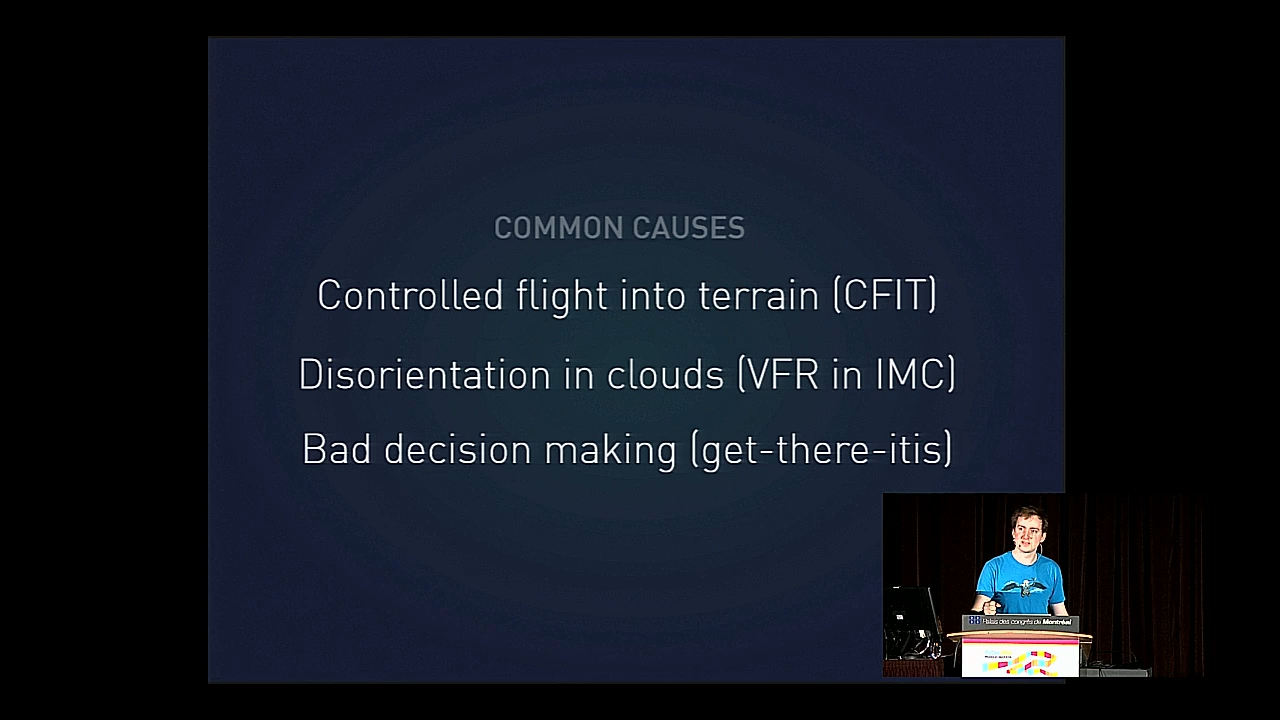 COMMON CAUSES
Controlled flight into terrain (CFIT)
Disorientation in clouds (VFR in IMC)
Bad decision making (get-there-itis)
Palais des congrès de Montréal